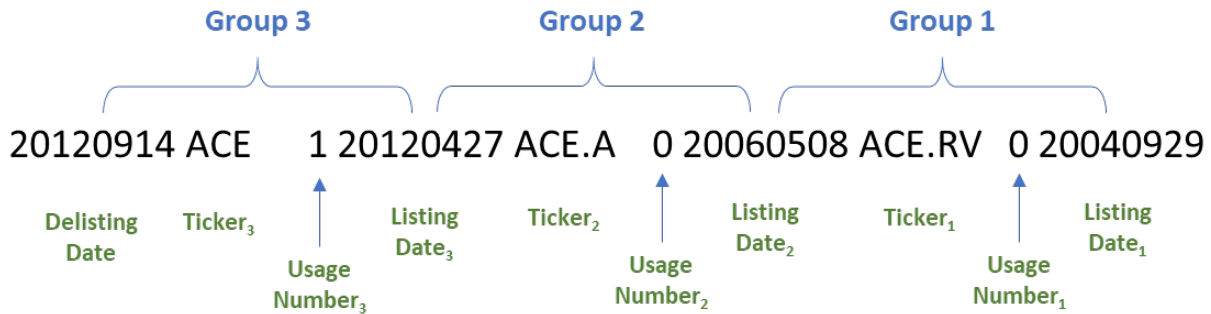 Group 3 Group 2 Group 1
20120914 ACE 1 20120427 ACE.A 0 20060508 ACE.RV 0 20040929
Delisting Date
Ticker3
Usage Number3
Listing Date3
Ticker2
Usage Number2
Listing Date2
Ticker1
Usage Number1
Listing Date1